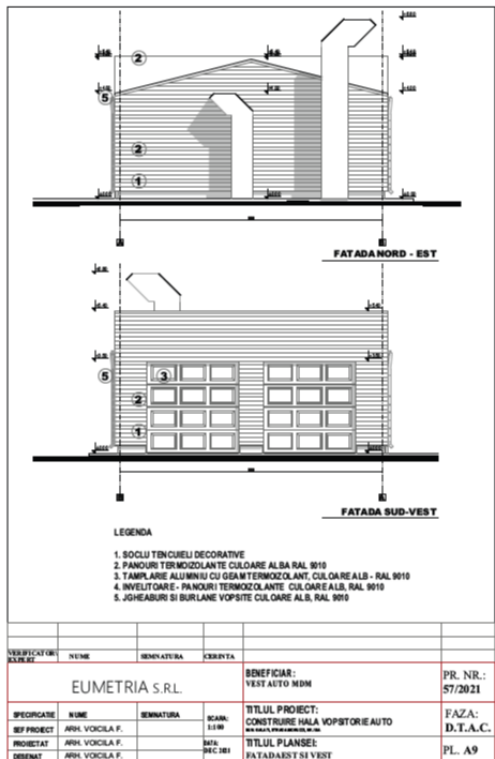 2
5
2
1
FATADA NORD - EST
5
3
2
1
FATADA SUD-VEST
LEGENDA
1. SOCLU TENCUIELI DECORATIVE
2. PANOURI TERMOIZOLANTE CULOARE ALBA RAL 9010
3. TAMPLARIE ALUMINIU CU GEAM TERMOIZOLANT, CULOARE ALB - RAL 9010
4. INVELITOARE - PANOURI TERMOIZOLANTE CULOARE ALB, RAL 9010
5. JGHEABURI SI BURLANE VOPSITE CULOARE ALB, RAL 9010
VERIFICATOR/ EXPERT NUME SEMNATURA CERINTA
EUMETRIA S.R.L.
BENEFICIAR:
VEST AUTO MDM
PR. NR.:
57/2021
SPECIFICATIE NUME SEMNATURA
SCARA:
1:100
TITLUL PROIECT:
CONSTRUIRE HALA VOPSITORIE AUTO
FAZA:
D.T.A.C.
SEF PROIECT ARH. VOICILA F.
PROIECTAT ARH. VOICILA F.
DATA:
DEC 2021
TITLUL PLANSEI:
FATADA EST SI VEST
PL. A9
DESENAT ARH. VOICILA F.